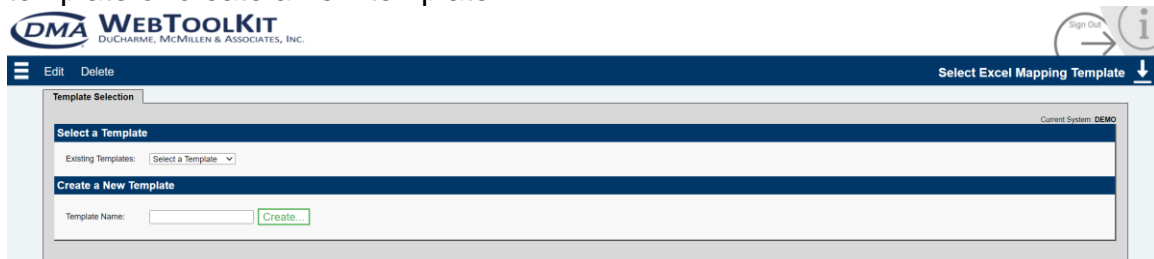 DMA WEBTOOLKIT
DUCHARME, MCMILLEN & ASSOCIATES, INC.
Sign Out
i
Edit Delete
Select Excel Mapping Template
Template Selection
Current System: DEMO
Select a Template
Existing Templates: Select a Template
Create a New Template
Template Name: Create...